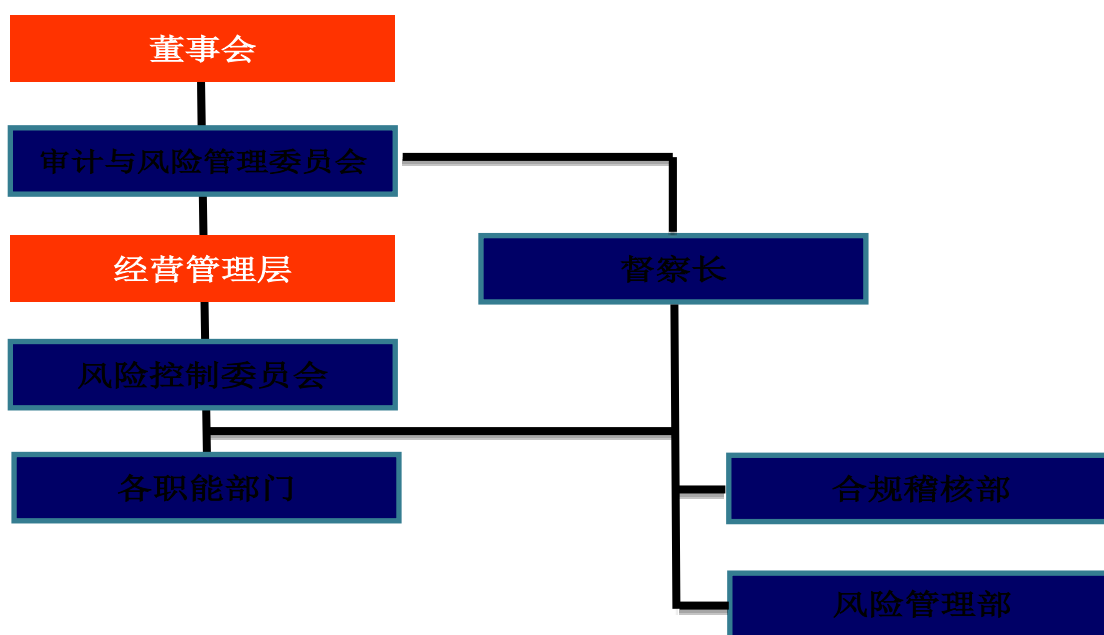 董事会
审计与风险管理委员会
经营管理层
督察长
风险控制委员会
各职能部门
合规稽核部
风险管理部